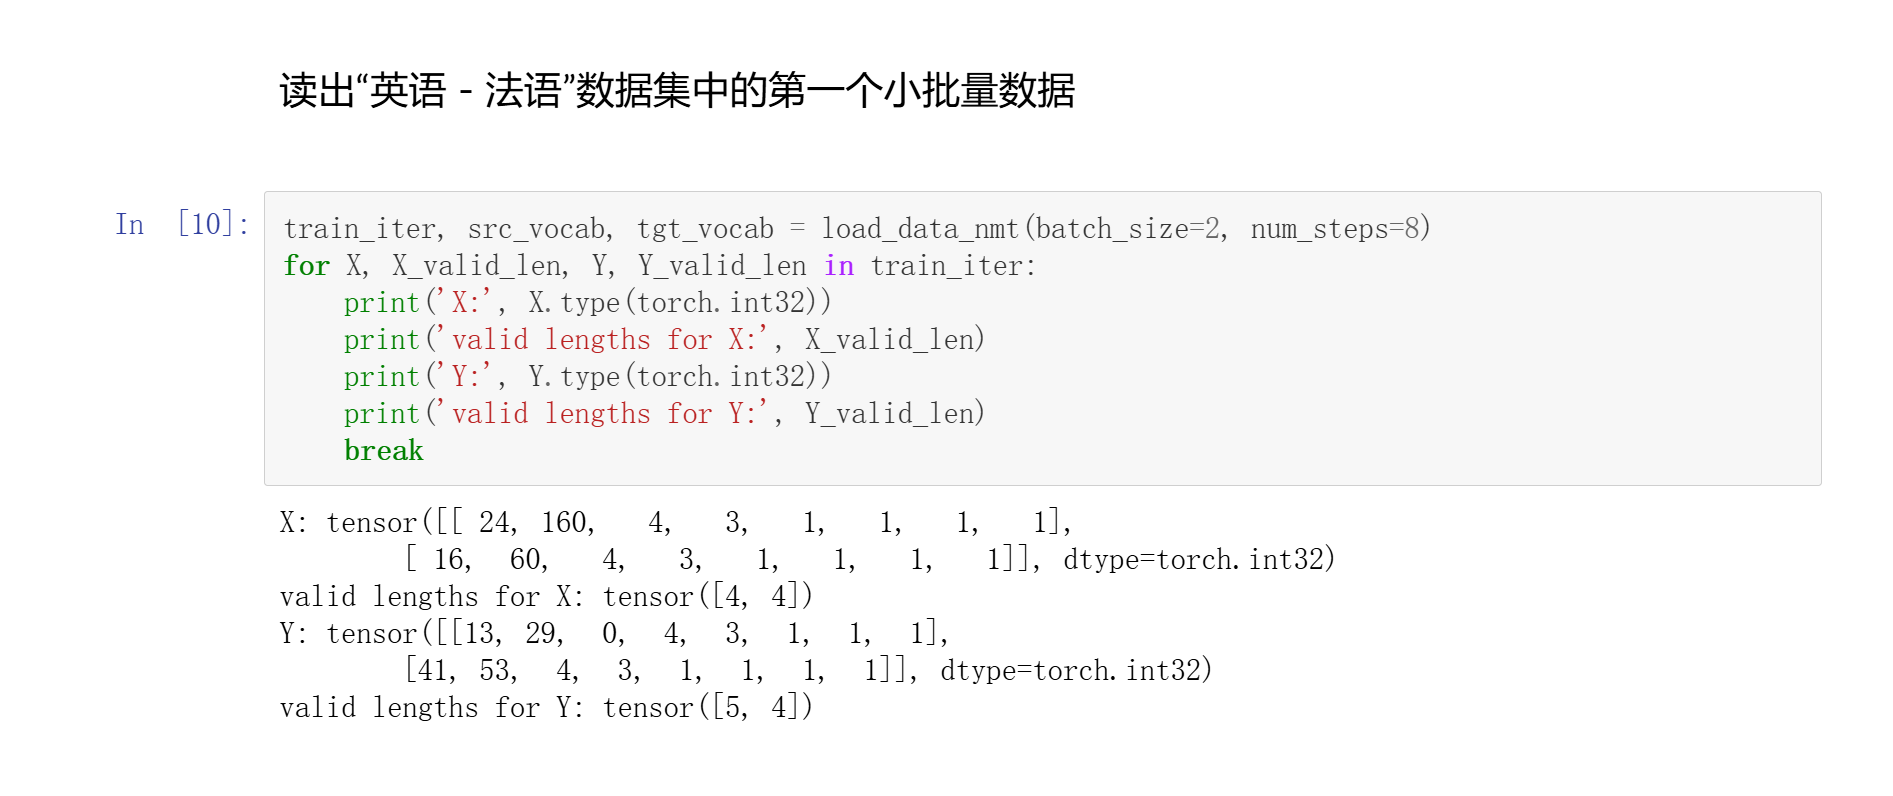 读出“英语 - 法语”数据集中的第一个小批量数据
In [10]:
train_iter, src_vocab, tgt_vocab = load_data_nmt(batch_size=2, num_steps=8)
for X, X_valid_len, Y, Y_valid_len in train_iter:
    print('X:', X.type(torch.int32))
    print('valid lengths for X:', X_valid_len)
    print('Y:', Y.type(torch.int32))
    print('valid lengths for Y:', Y_valid_len)
    break
X: tensor([[ 24, 160,   4,   3,   1,   1,   1,   1],
        [ 16,  60,   4,   3,   1,   1,   1,   1]], dtype=torch.int32)
valid lengths for X: tensor([4, 4])
Y: tensor([[13, 29,  0,  4,  3,  1,  1,  1],
        [41, 53,  4,  3,  1,  1,  1,  1]], dtype=torch.int32)
valid lengths for Y: tensor([5, 4])